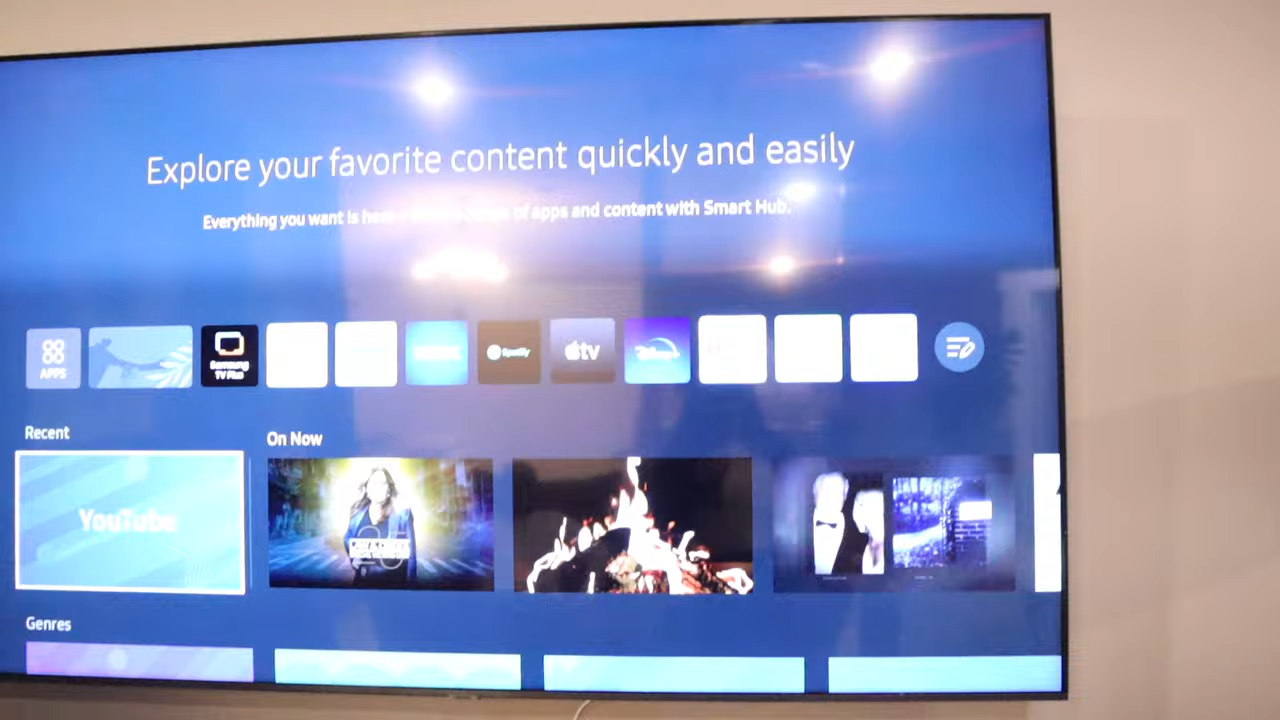 Explore your favorite content quickly and easily
Everything you want is of apps and content with Smart Hub.
APPS
Samsung
TV Plus
Spotify
tv
Disney+
Recent
On Now
YouTube
Genres